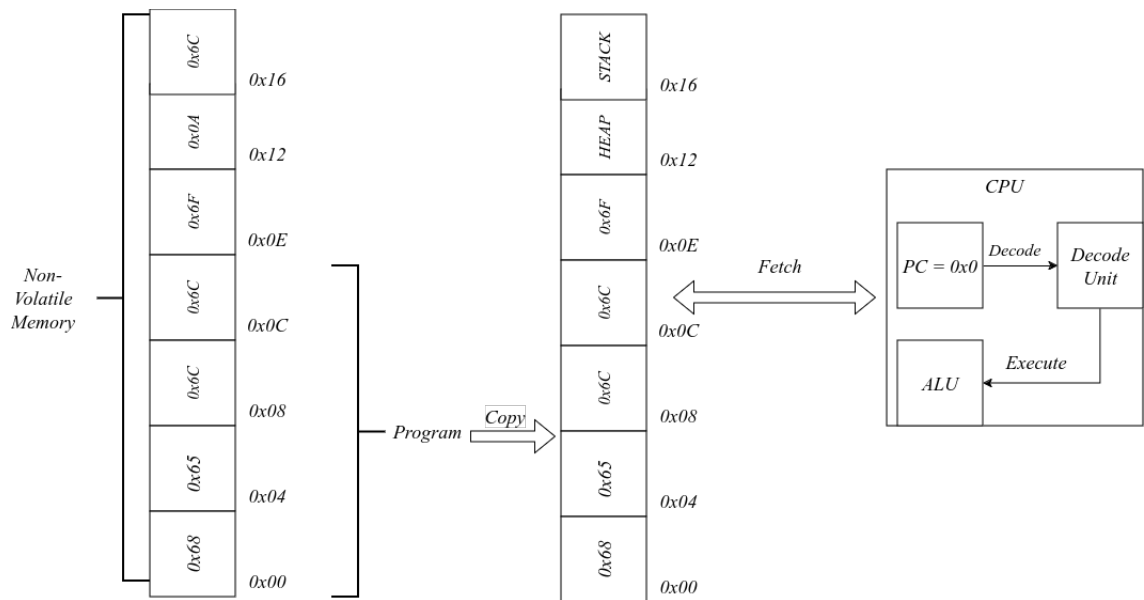 Non-
Volatile
Memory
0x6C
0x16
0x0A
0x12
0x6F
0x0E
0x6C
0x0C
0x6C
0x08
0x65
0x04
0x68
0x00
Program
Copy
STACK
0x16
HEAP
0x12
0x6F
0x0E
0x6C
0x0C
0x6C
0x08
0x65
0x04
0x68
0x00
Fetch
CPU
PC = 0x0
Decode
Decode
Unit
ALU
Execute